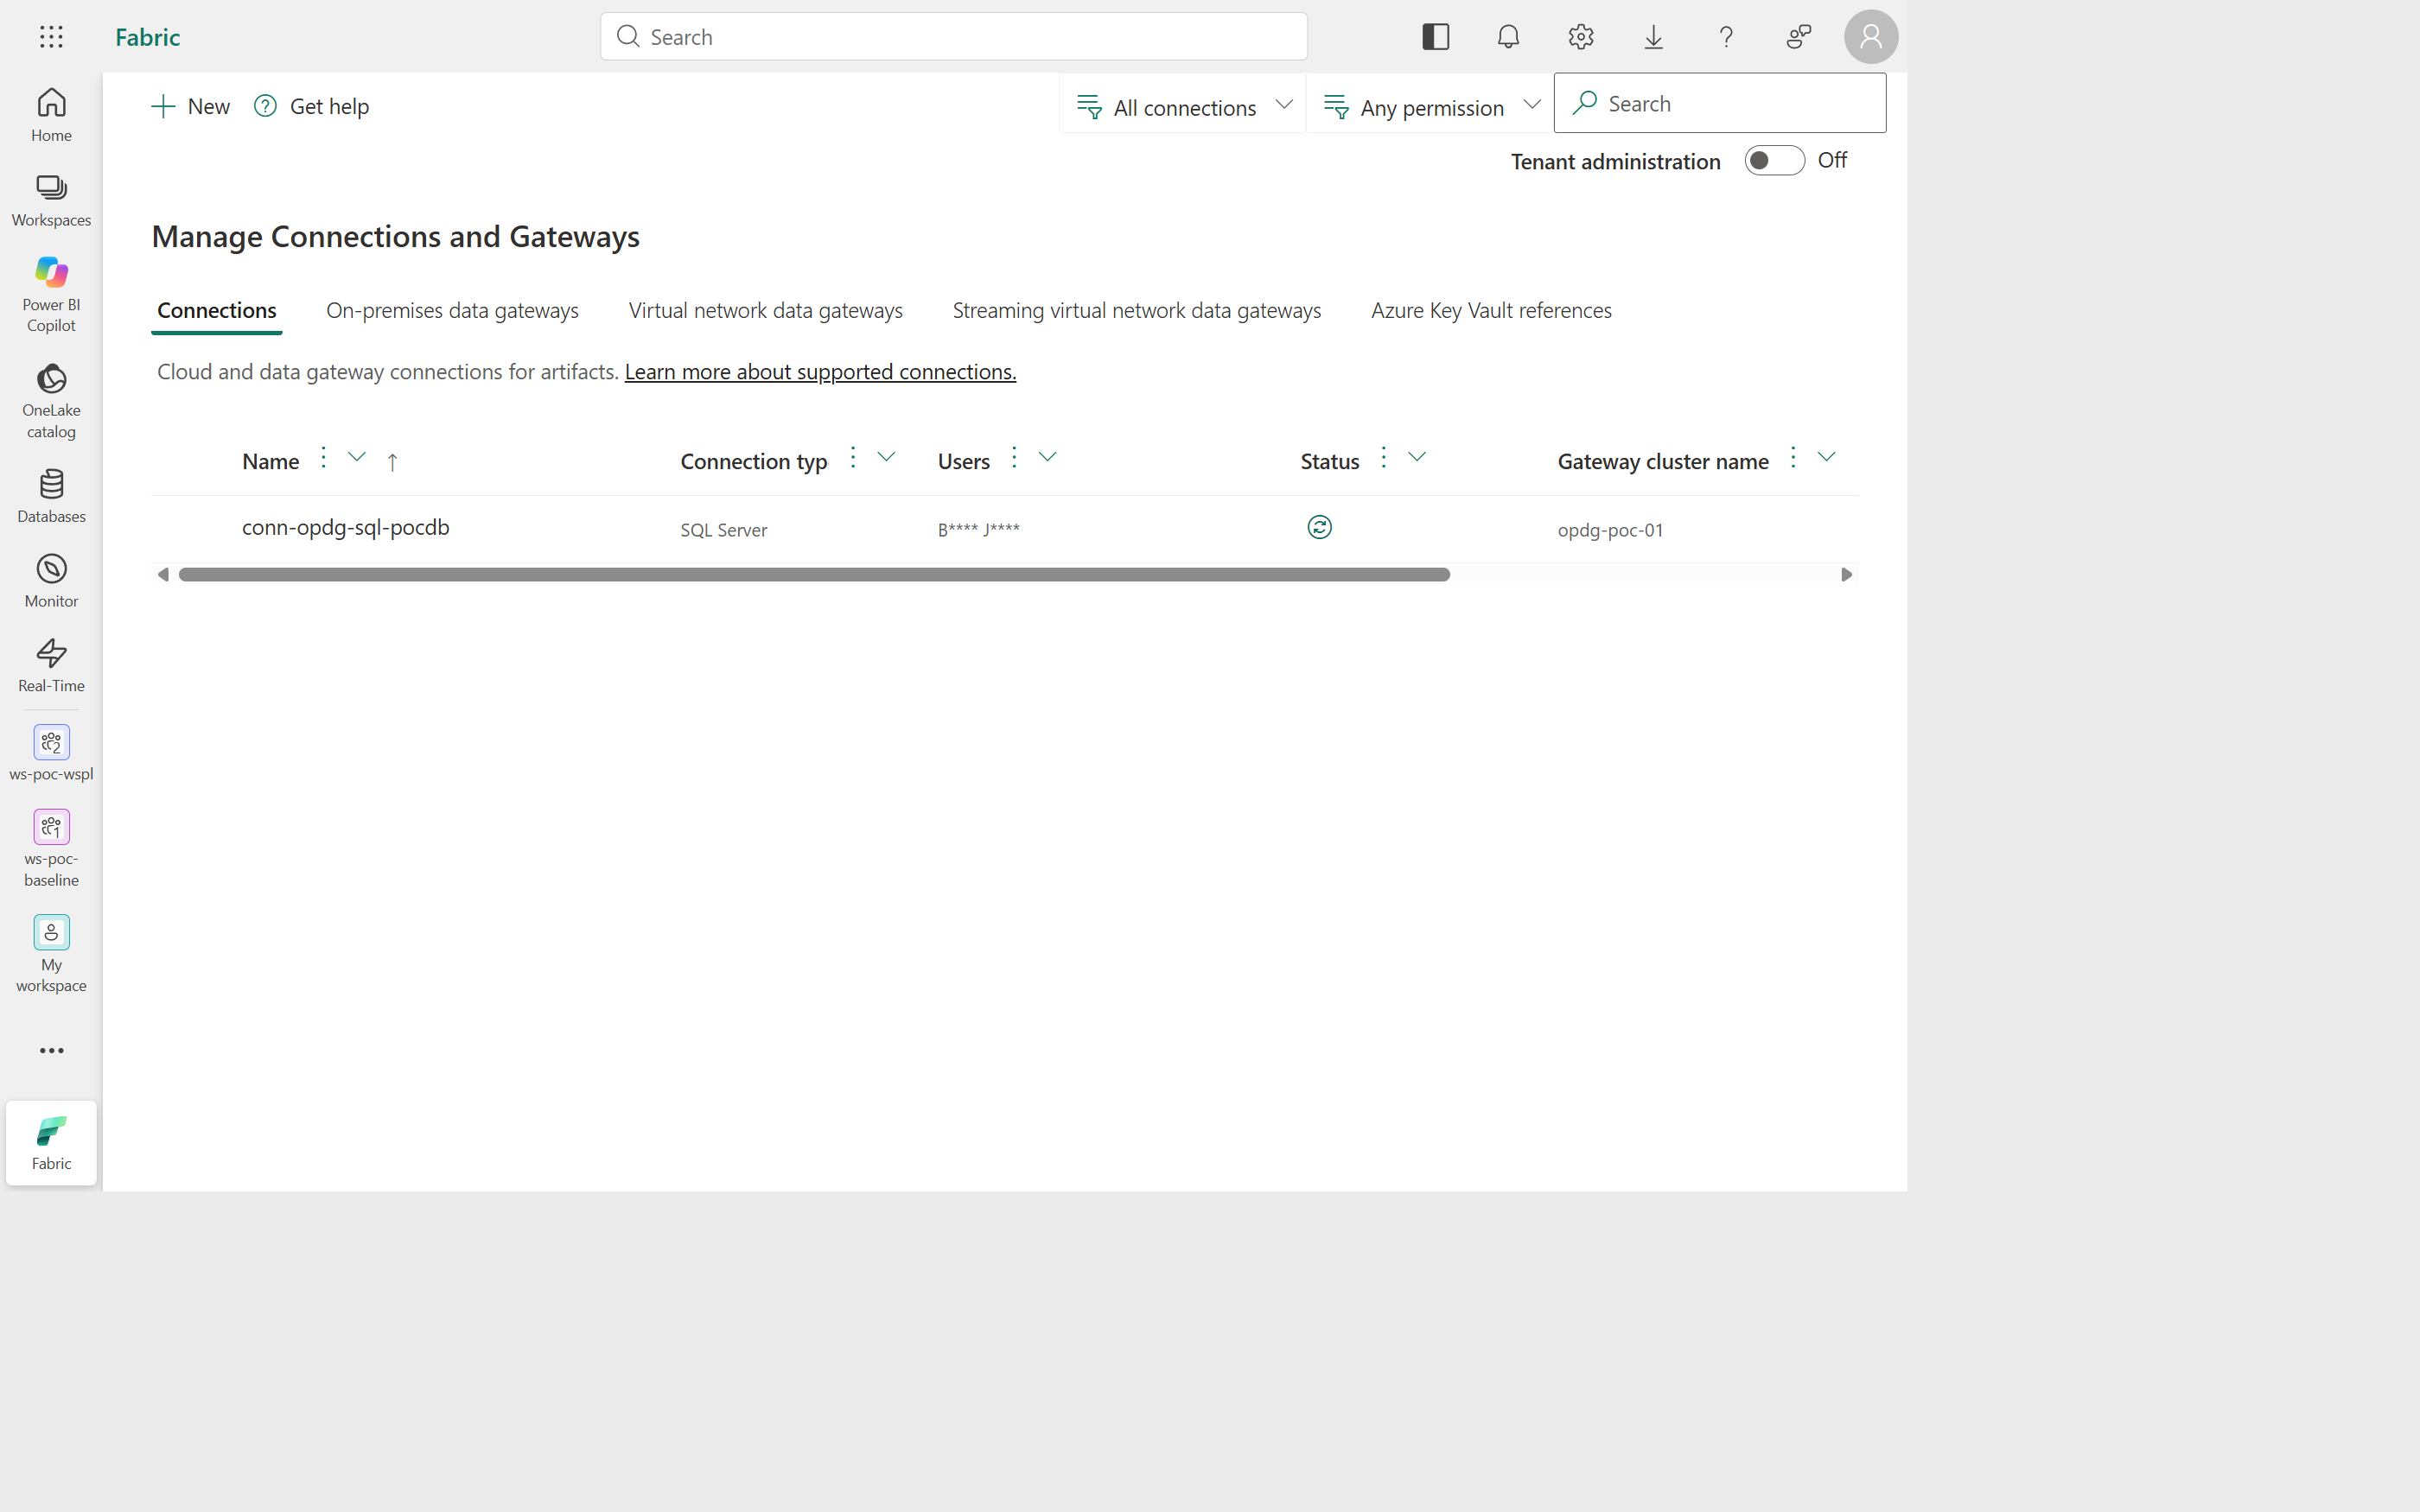 Fabric
Search
Home
Workspaces
Power BI
Copilot
OneLake
catalog
Databases
Monitor
Real-Time
2
ws-poc-wspl
1
ws-poc-
baseline
My
workspace
Fabric
New
Get help
All connections
Any permission
Search
Tenant administration
Off
Manage Connections and Gateways
Connections
On-premises data gateways
Virtual network data gateways
Streaming virtual network data gateways
Azure Key Vault references
Cloud and data gateway connections for artifacts. Learn more about supported connections.
Name
Connection typ
Users
Status
Gateway cluster name
conn-opdg-sql-pocdb
SQL Server
B**** J****
opdg-poc-01